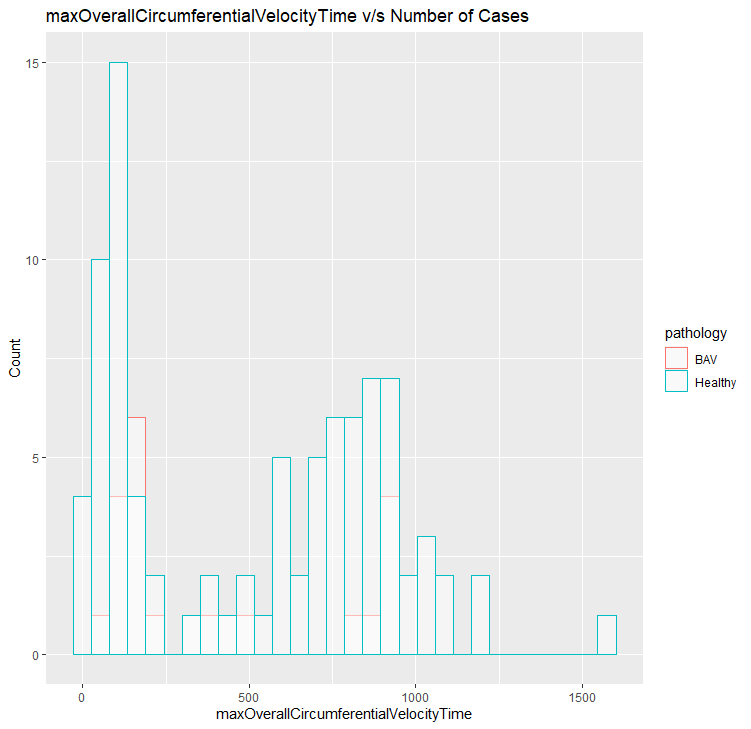 maxOverallCircumferentialVelocityTime v/s Number of Cases
15
10
5
0
Count
0
500
1000
1500
maxOverallCircumferentialVelocityTime
pathology
BAV
Healthy